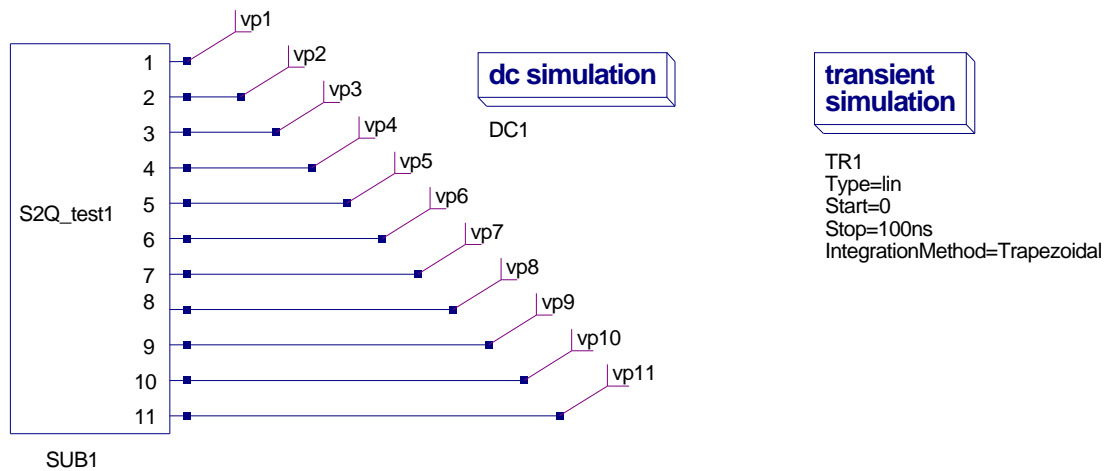 vp1
1
vp2
2
vp3
3
vp4
4
vp5
5
S2Q_test1
vp6
6
vp7
7
vp8
8
vp9
9
vp10
10
vp11
11
SUB1
dc simulation
DC1
transient
simulation
TR1
Type=lin
Start=0
Stop=100ns
IntegrationMethod=Trapezoidal